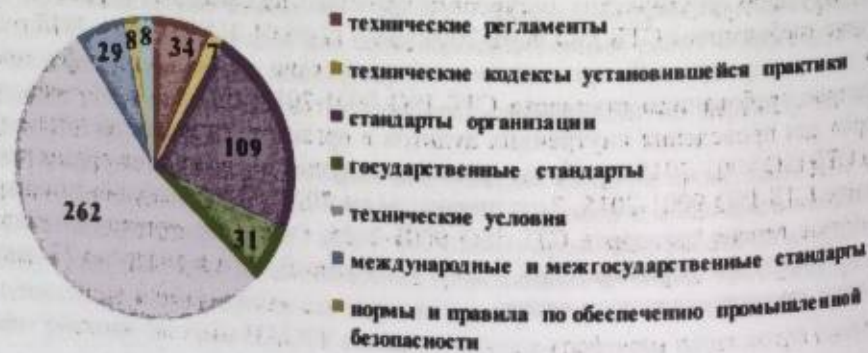 29
8
8
34
7
109
31
262
технические регламенты
технические кодексы установившейся практики
стандарты организации
государственные стандарты
технические условия
международные и межгосударственные стандарты
нормы и правила по обеспечению промышленной
безопасности